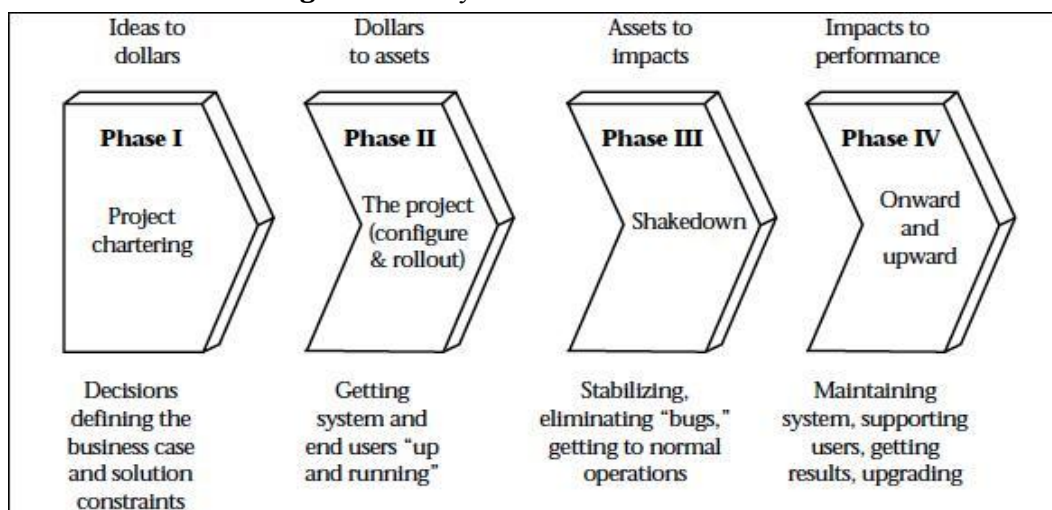 Ideas to
dollars
Dollars
to assets
Assets to
impacts
Impacts to
performance
Phase I
Project
chartering
Phase II
The project
(configure
& rollout)
Phase III
Shakedown
Phase IV
Onward
and
upward
Decisions
defining the
business case
and solution
constraints
Getting
system and
end users “up
and running”
Stabilizing,
eliminating “bugs,”
getting to normal
operations
Maintaining
system, supporting
users, getting
results, upgrading